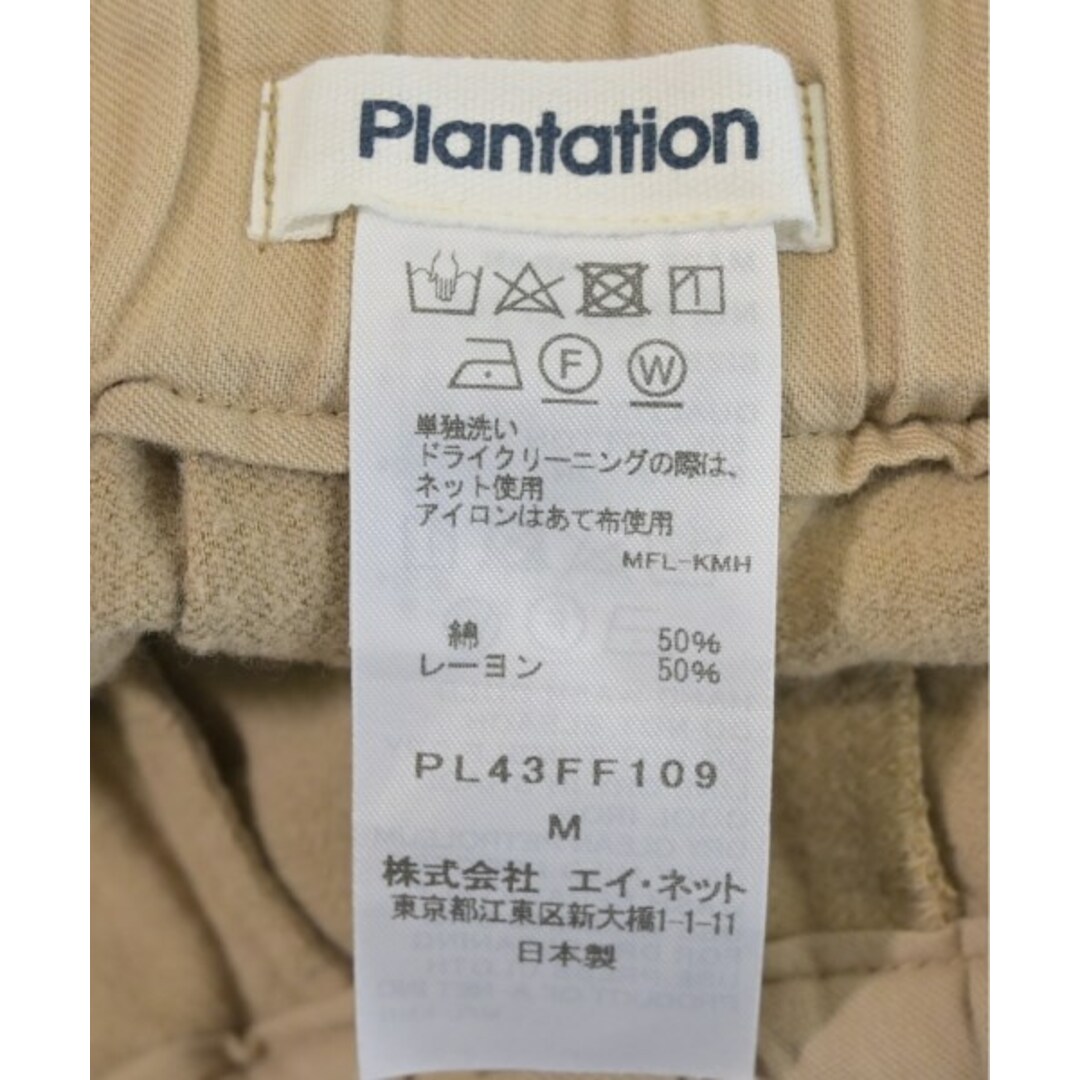 Plantation
F W
単独洗い
ドライクリーニングの際は、
ネット使用
アイロンはあて布使用
MFL-KMH
綿 50%
レーヨン 50%
PL43FF109
M
株式会社 エイ・ネット
東京都江東区新大橋1-1-11
日本製